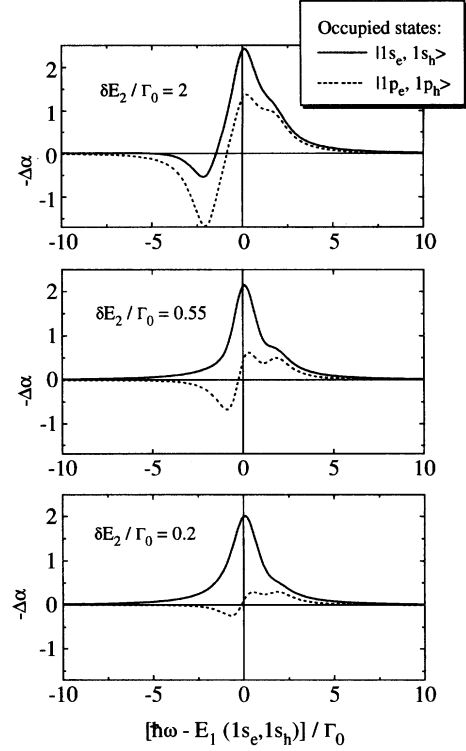 Occupied states:
|1s_e, 1s_h>
|1p_e, 1p_h>
δE_2 / Γ_0 = 2
2
1
0
-1
-Δα
-10
-5
0
5
10
δE_2 / Γ_0 = 0.55
2
1
0
-1
-Δα
-10
-5
0
5
10
δE_2 / Γ_0 = 0.2
2
1
0
-1
-Δα
-10
-5
0
5
10
[ħω - E_1 (1s_e,1s_h)] / Γ_0